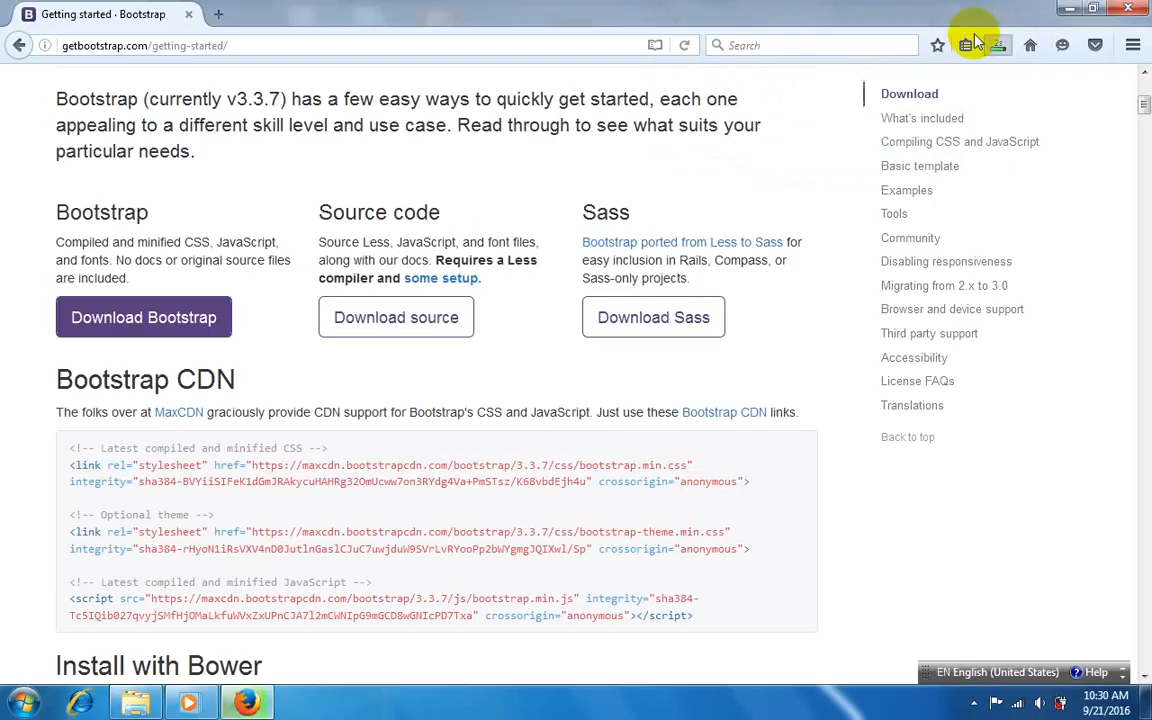 Getting started · Bootstrap
getbootstrap.com/getting-started/
Search
Bootstrap (currently v3.3.7) has a few easy ways to quickly get started, each one
appealing to a different skill level and use case. Read through to see what suits your
particular needs.
Bootstrap
Compiled and minified CSS, JavaScript,
and fonts. No docs or original source files
are included.
Download Bootstrap
Source code
Source Less, JavaScript, and font files,
along with our docs. Requires a Less
compiler and some setup.
Download source
Sass
Bootstrap ported from Less to Sass for
easy inclusion in Rails, Compass, or
Sass-only projects.
Download Sass
Bootstrap CDN
The folks over at MaxCDN graciously provide CDN support for Bootstrap's CSS and JavaScript. Just use these Bootstrap CDN links.
<!-- Latest compiled and minified CSS -->
<link rel="stylesheet" href="https://maxcdn.bootstrapcdn.com/bootstrap/3.3.7/css/bootstrap.min.css"
integrity="sha384-BVYiiSIFeK1dGmJRAkycuHAHRg32OmUcww7on3RYdg4Va+PmSTsz/K68vbdEjh4u" crossorigin="anonymous">
<!-- Optional theme -->
<link rel="stylesheet" href="https://maxcdn.bootstrapcdn.com/bootstrap/3.3.7/css/bootstrap-theme.min.css"
integrity="sha384-rHyoN1iRsVXV4nD0JutlnGaslCJuC7uwjduW9SVrLvRYooPp2bWYgmgJQIXwl/Sp" crossorigin="anonymous">
<!-- Latest compiled and minified JavaScript -->
<script src="https://maxcdn.bootstrapcdn.com/bootstrap/3.3.7/js/bootstrap.min.js" integrity="sha384-
Tc5IQib027qvyjSMfHjOMaLkfuWVxZxUPnCJA7l2mCWNIpG9mGCD8wGNIcPD7Txa" crossorigin="anonymous"></script>
Install with Bower
Download
What's included
Compiling CSS and JavaScript
Basic template
Examples
Tools
Community
Disabling responsiveness
Migrating from 2.x to 3.0
Browser and device support
Third party support
Accessibility
License FAQs
Translations
Back to top
EN English (United States)
Help
10:30 AM
9/21/2016